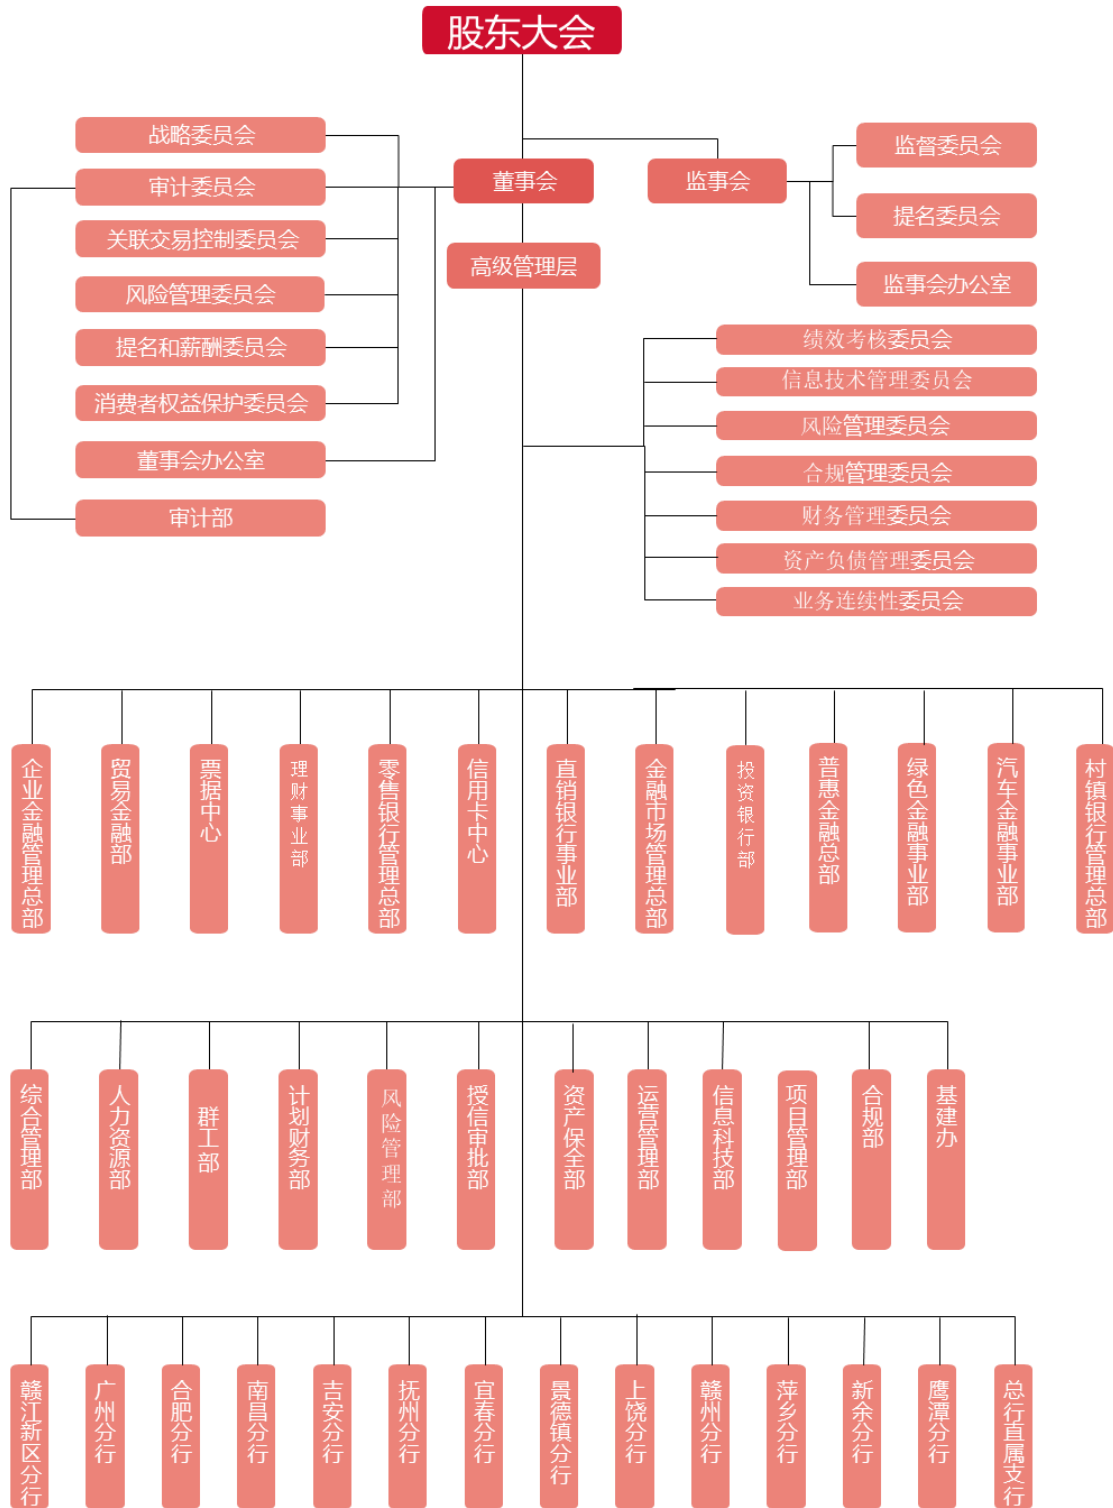 股东大会
战略委员会
审计委员会
关联交易控制委员会
风险管理委员会
提名和薪酬委员会
消费者权益保护委员会
董事会办公室
审计部
董事会
监事会
高级管理层
监督委员会
提名委员会
监事会办公室
绩效考核委员会
信息技术管理委员会
风险管理委员会
合规管理委员会
财务管理委员会
资产负债管理委员会
业务连续性委员会
企业金融管理总部
贸易金融部
票据中心
理财事业部
零售银行管理总部
信用卡中心
直销银行事业部
金融市场管理总部
投资银行部
普惠金融总部
绿色金融事业部
汽车金融事业部
村镇银行管理总部
综合管理部
人力资源部
群工部
计划财务部
风险管理部
授信审批部
资产保全部
运营管理部
信息科技部
项目管理部
合规部
基建办
赣江新区分行
广州分行
合肥分行
南昌分行
吉安分行
抚州分行
宜春分行
景德镇分行
上饶分行
赣州分行
萍乡分行
新余分行
鹰潭分行
总行直属支行